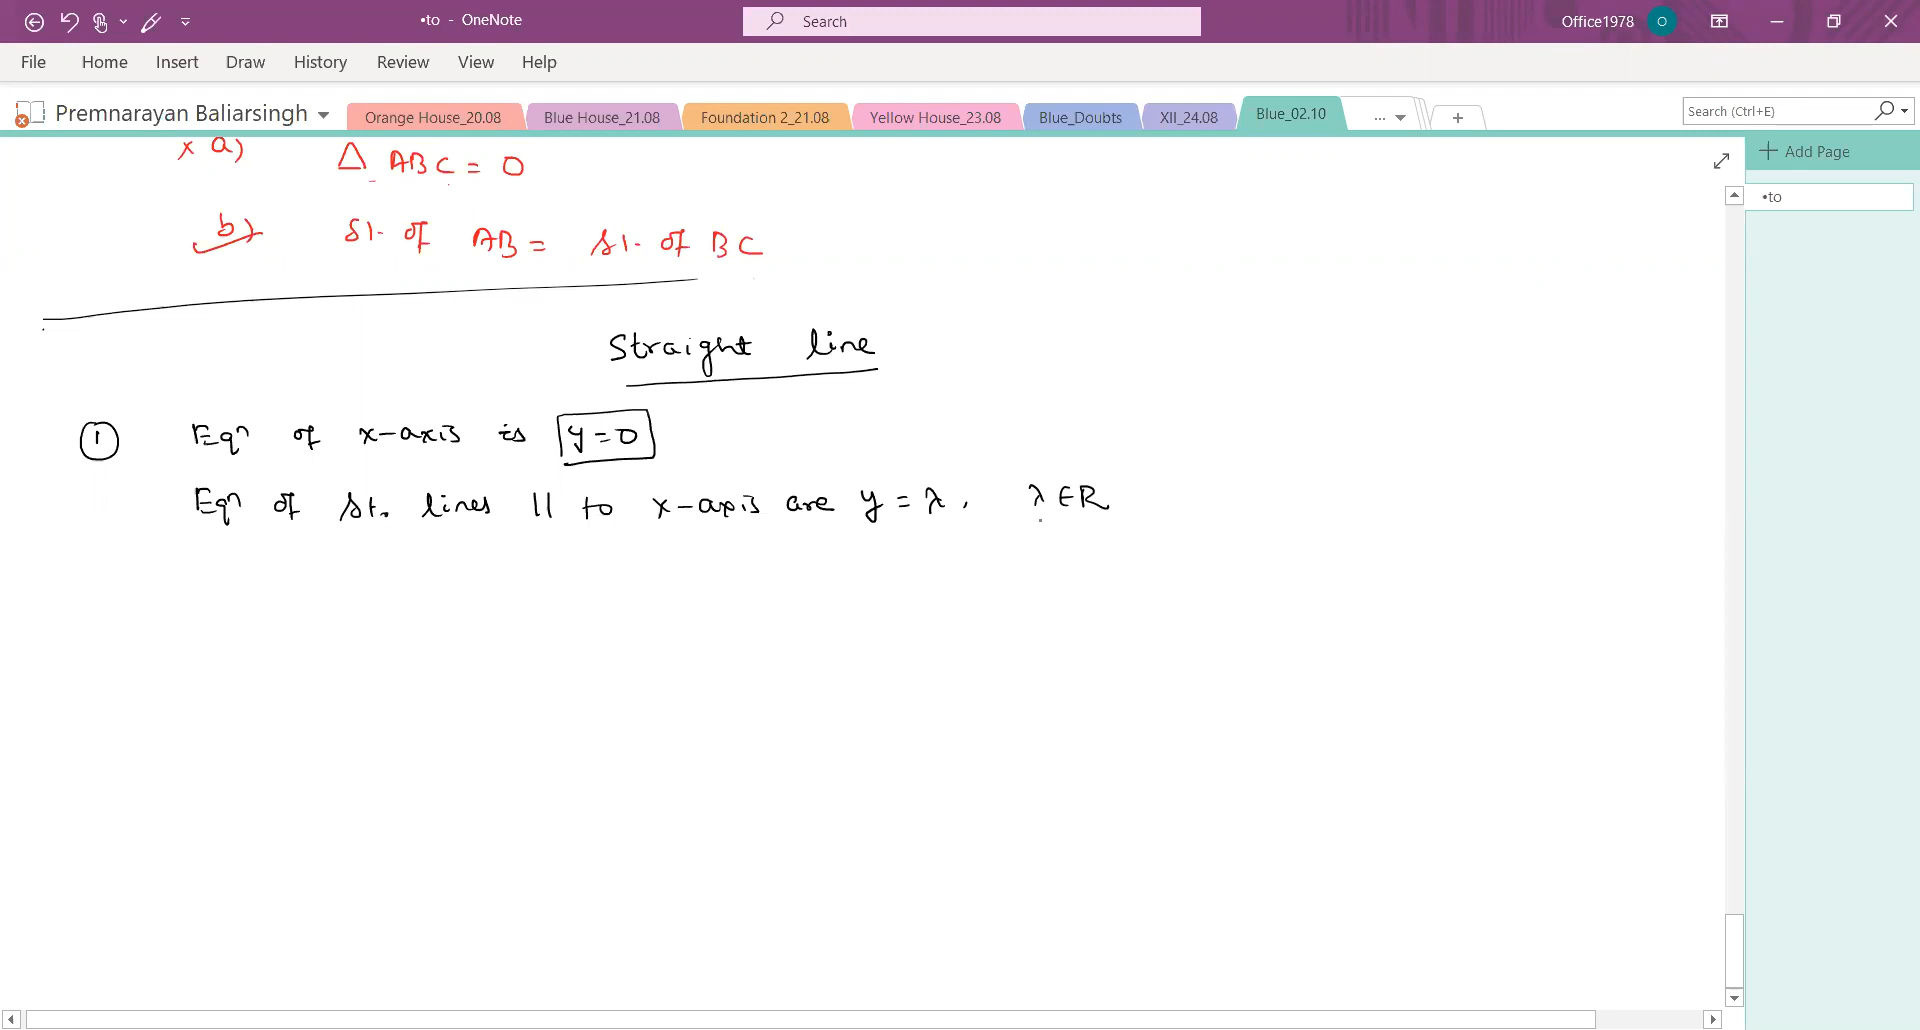 •to - OneNote
Search
Office1978
O
File Home Insert Draw History Review View Help
Premnarayan Baliarsingh
Orange House_20.08 Blue House_21.08 Foundation 2_21.08 Yellow House_23.08 Blue_Doubts XII_24.08 Blue_02.10 ... +
Search (Ctrl+E)
Add Page
•to
x a) Δ ABC = 0
b) Sl. of AB = Sl. of BC
Straight line
① Eqn of x-axis is y=0
Eqn of St. lines || to x-axis are y = λ, λ ∈ R